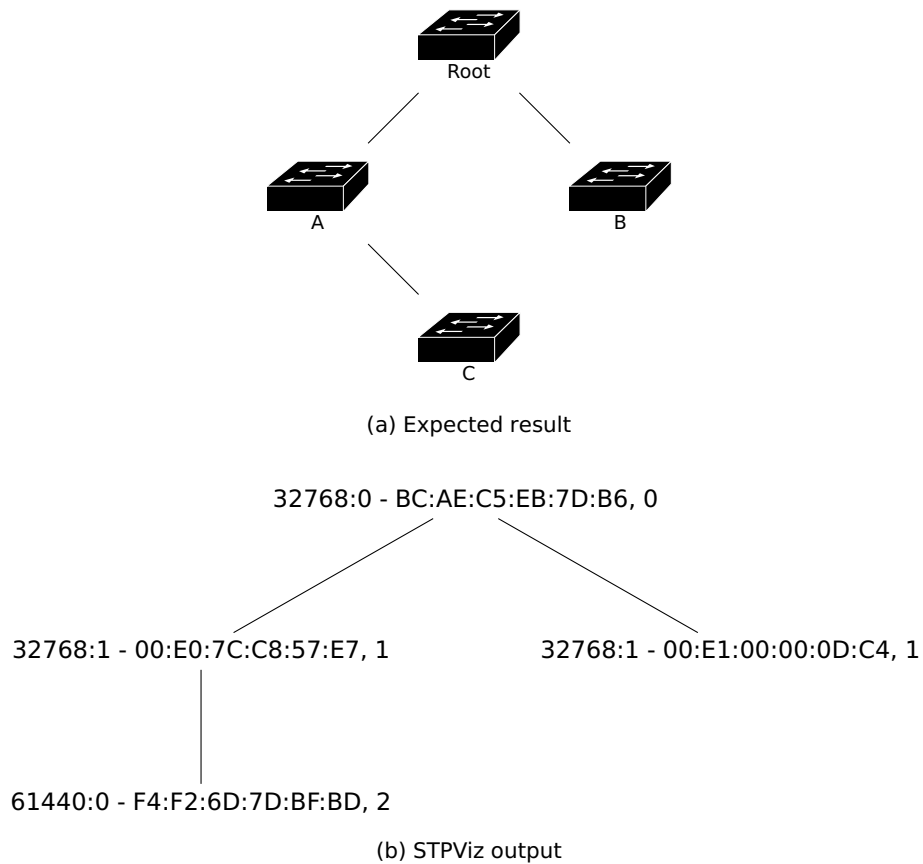 Root
A
B
C
(a) Expected result
32768:0 - BC:AE:C5:EB:7D:B6, 0
32768:1 - 00:E0:7C:C8:57:E7, 1
32768:1 - 00:E1:00:00:0D:C4, 1
61440:0 - F4:F2:6D:7D:BF:BD, 2
(b) STPViz output